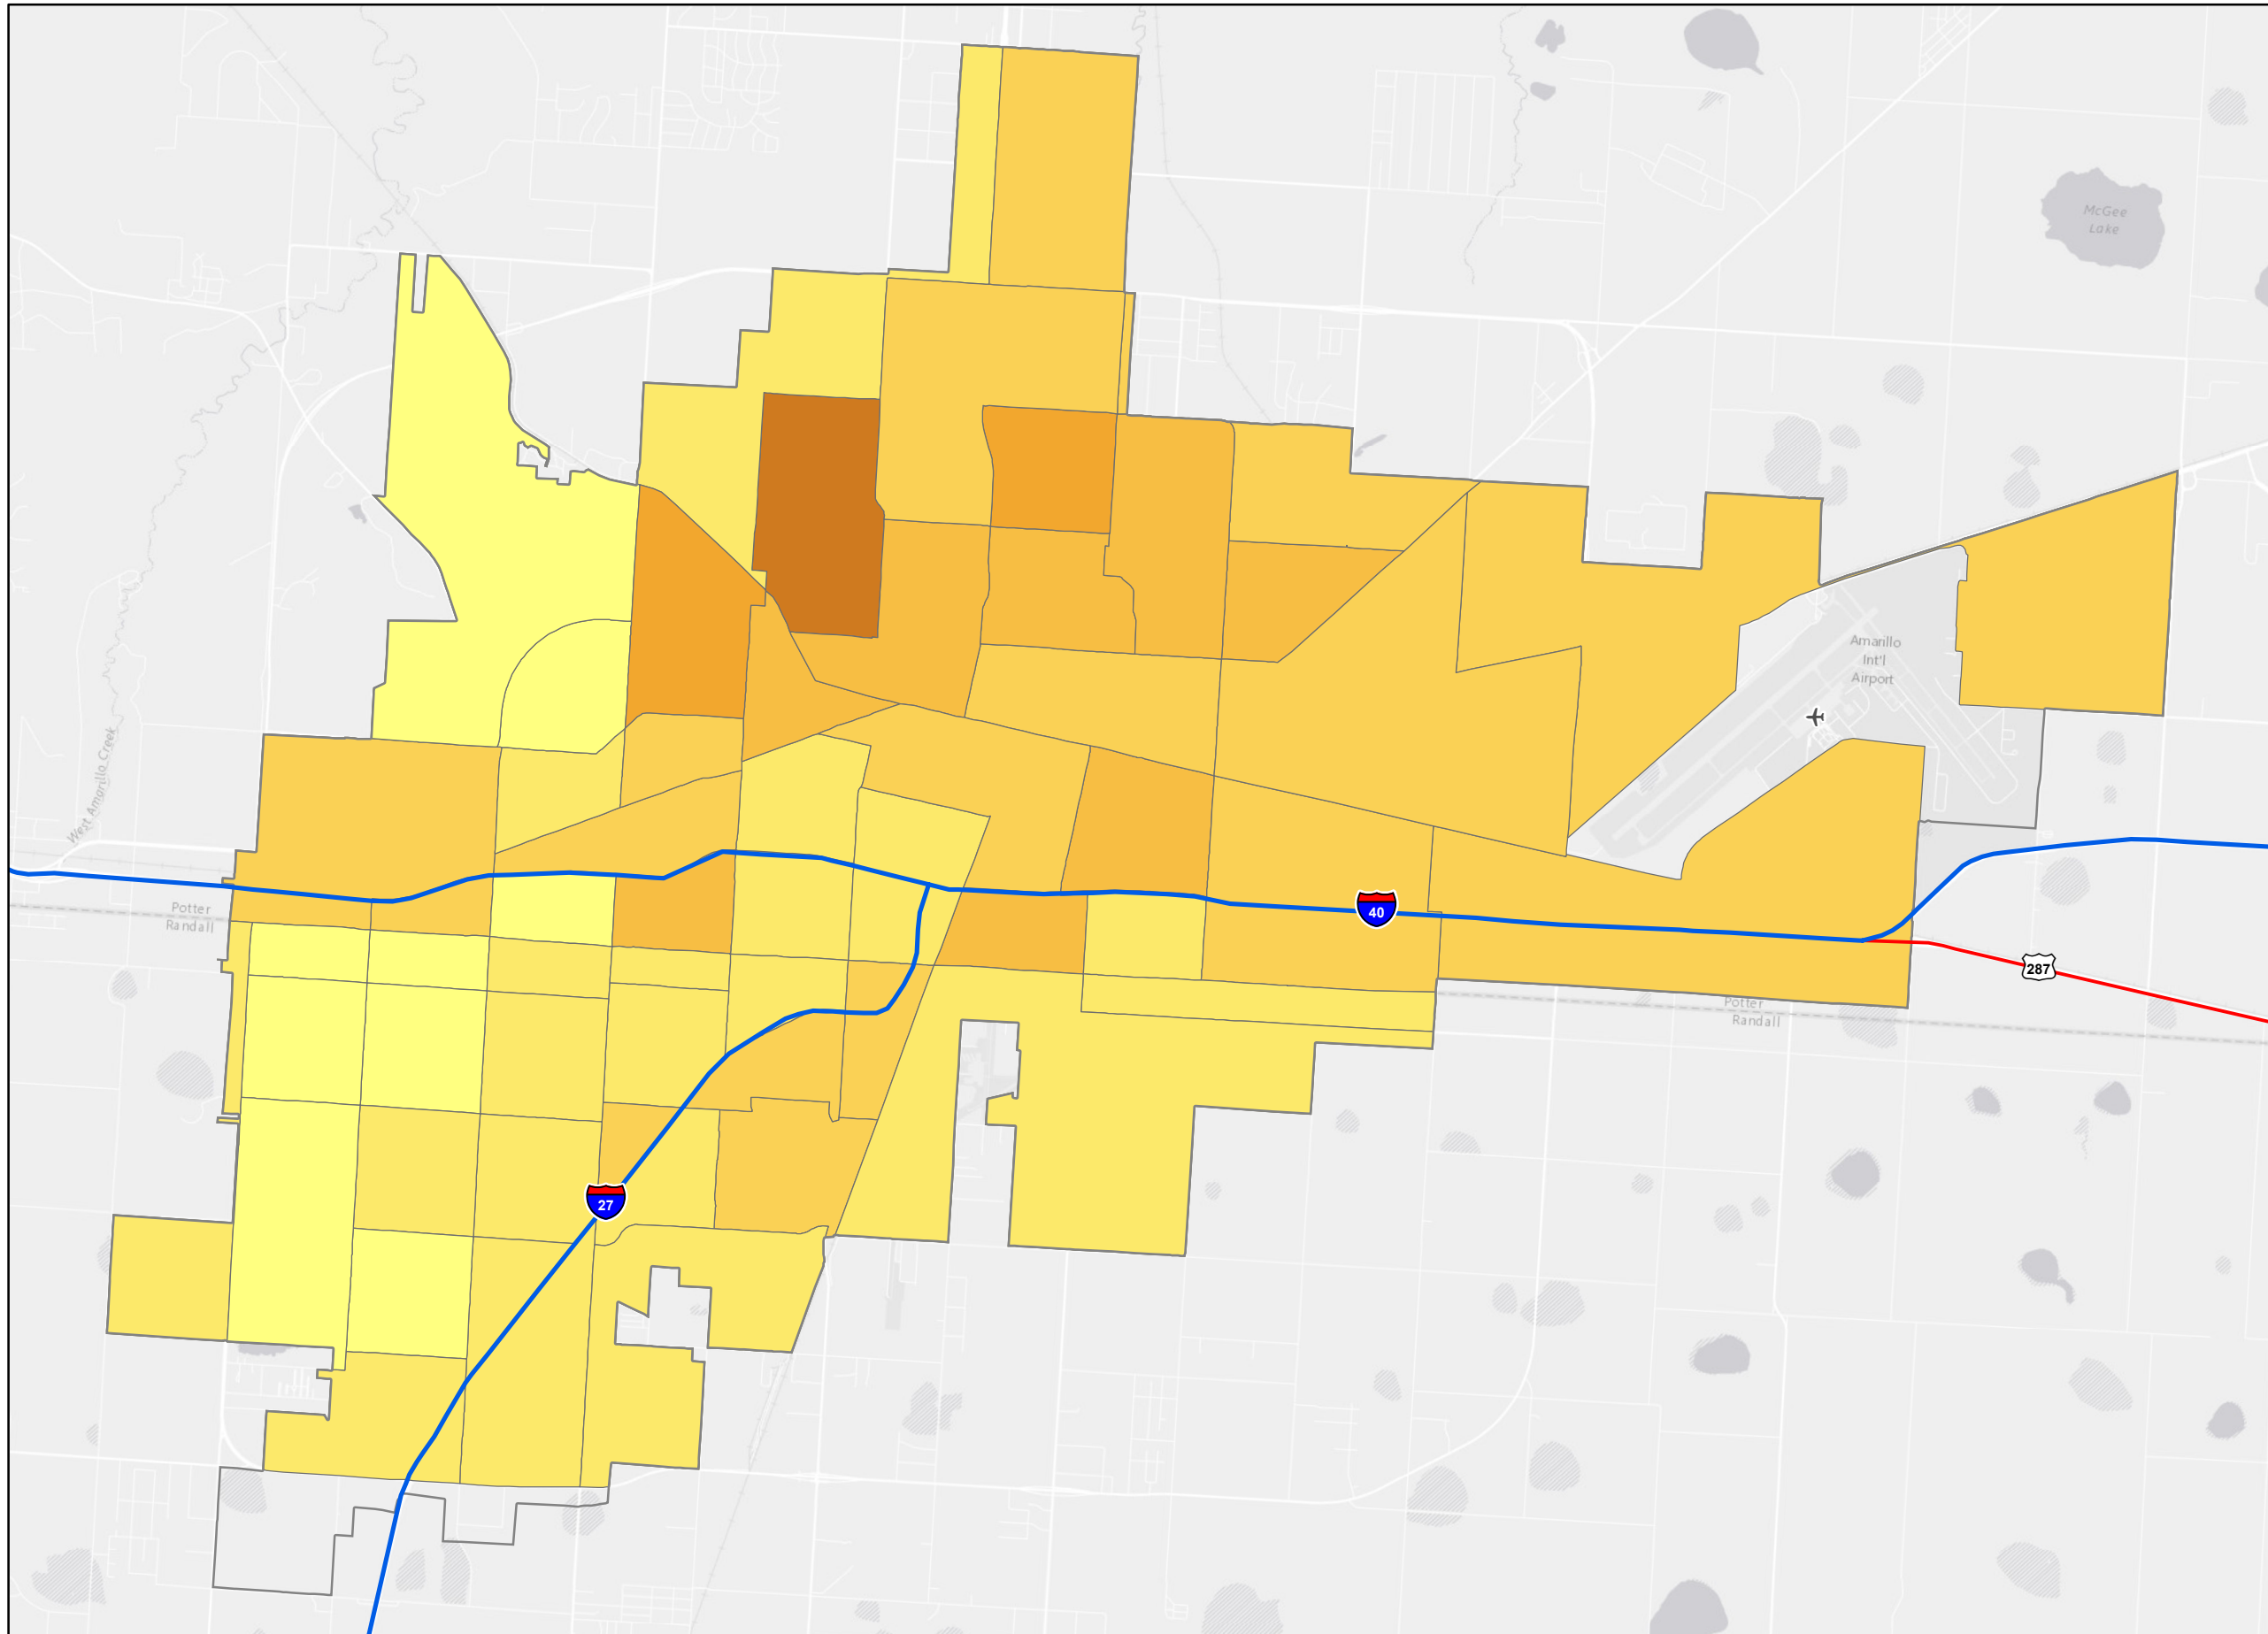 McGee
Lake
Amarillo
Int'l
Airport
West Amarillo Creek
Potter
Randall
40
287
Potter
Randall
27